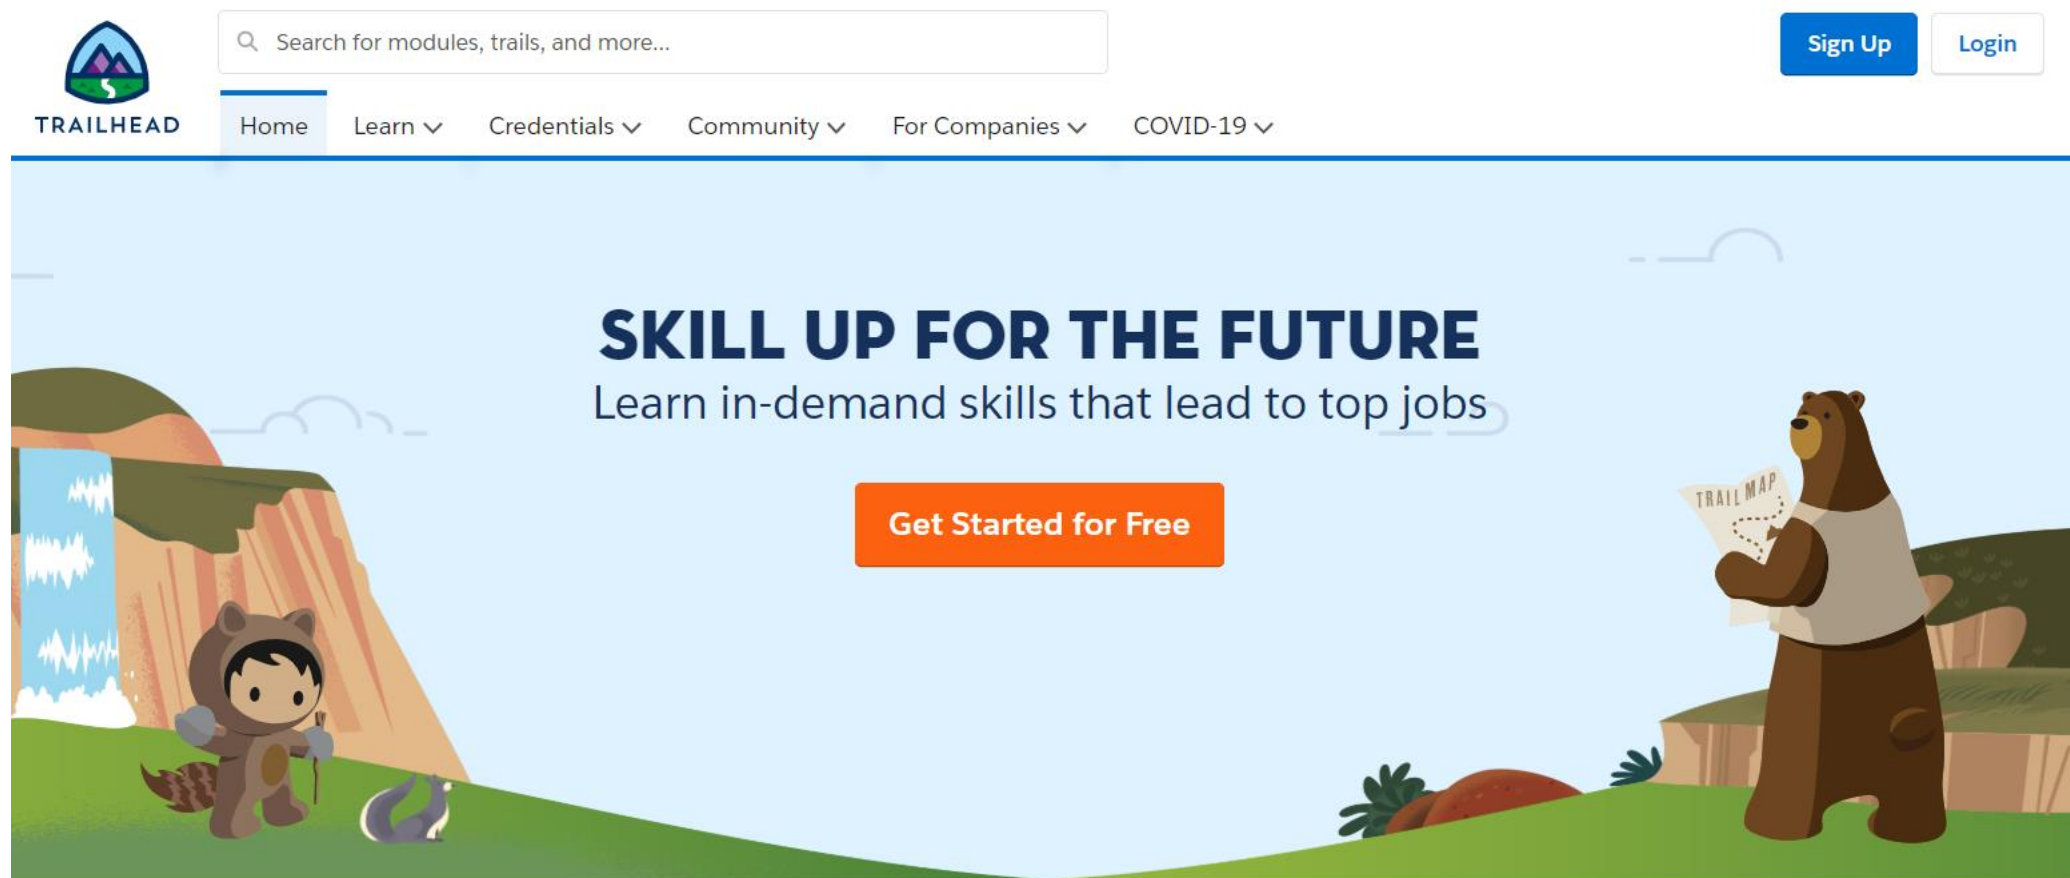 Search for modules, trails, and more...
Sign Up
Login
TRAILHEAD
Home
Learn
Credentials
Community
For Companies
COVID-19
SKILL UP FOR THE FUTURE
Learn in-demand skills that lead to top jobs
Get Started for Free
TRAIL MAP